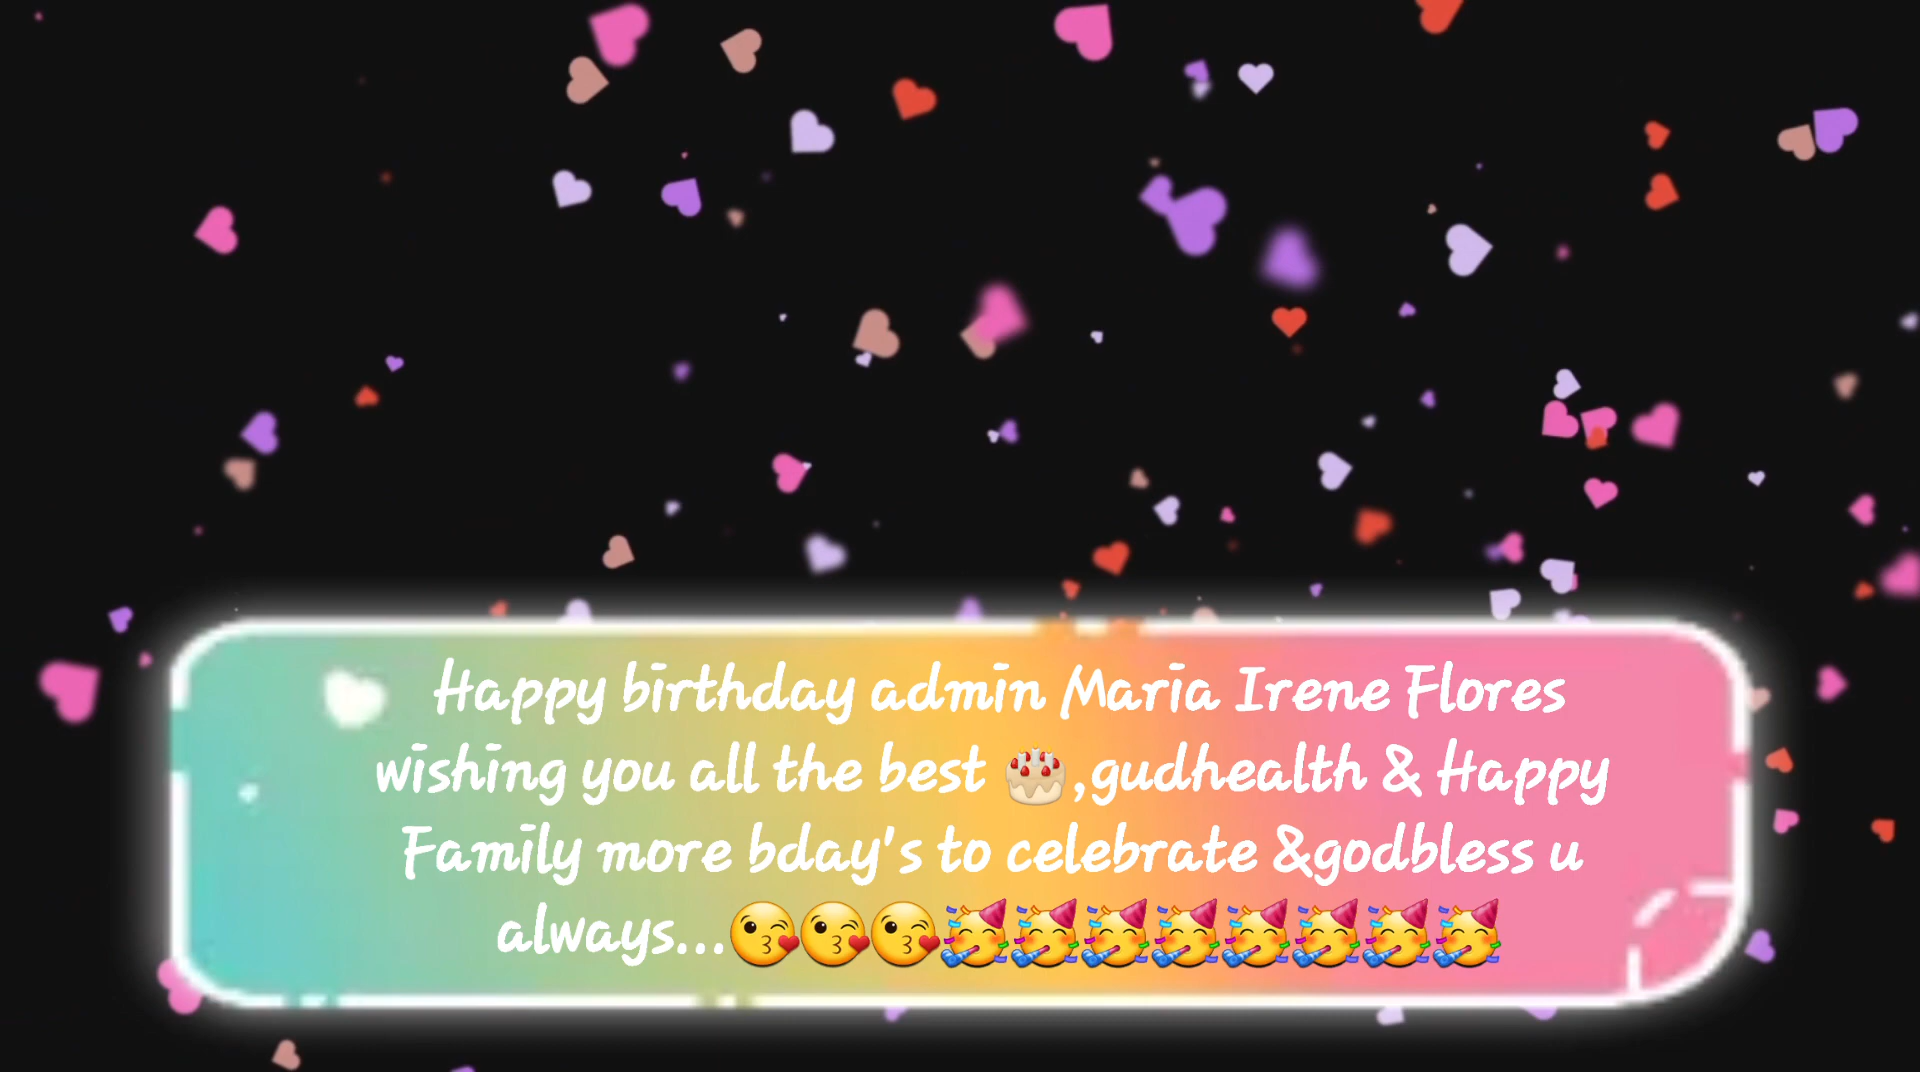 Happy birthday admin Maria Irene Flores
wishing you all the best 🎂,gudhealth & Happy
Family more bday's to celebrate &godbless u
always...😘😘😘🥳🥳🥳🥳🥳🥳🥳🥳